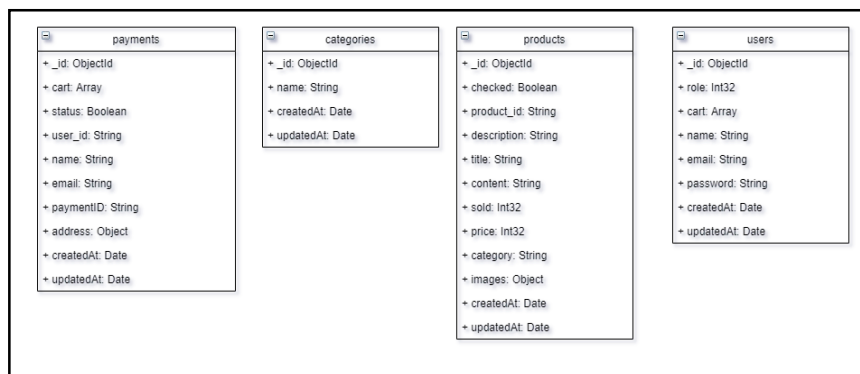 payments
+ _id: ObjectId
+ cart: Array
+ status: Boolean
+ user_id: String
+ name: String
+ email: String
+ paymentID: String
+ address: Object
+ createdAt: Date
+ updatedAt: Date
categories
+ _id: ObjectId
+ name: String
+ createdAt: Date
+ updatedAt: Date
products
+ _id: ObjectId
+ checked: Boolean
+ product_id: String
+ description: String
+ title: String
+ content: String
+ sold: Int32
+ price: Int32
+ category: String
+ images: Object
+ createdAt: Date
+ updatedAt: Date
users
+ _id: ObjectId
+ role: Int32
+ cart: Array
+ name: String
+ email: String
+ password: String
+ createdAt: Date
+ updatedAt: Date